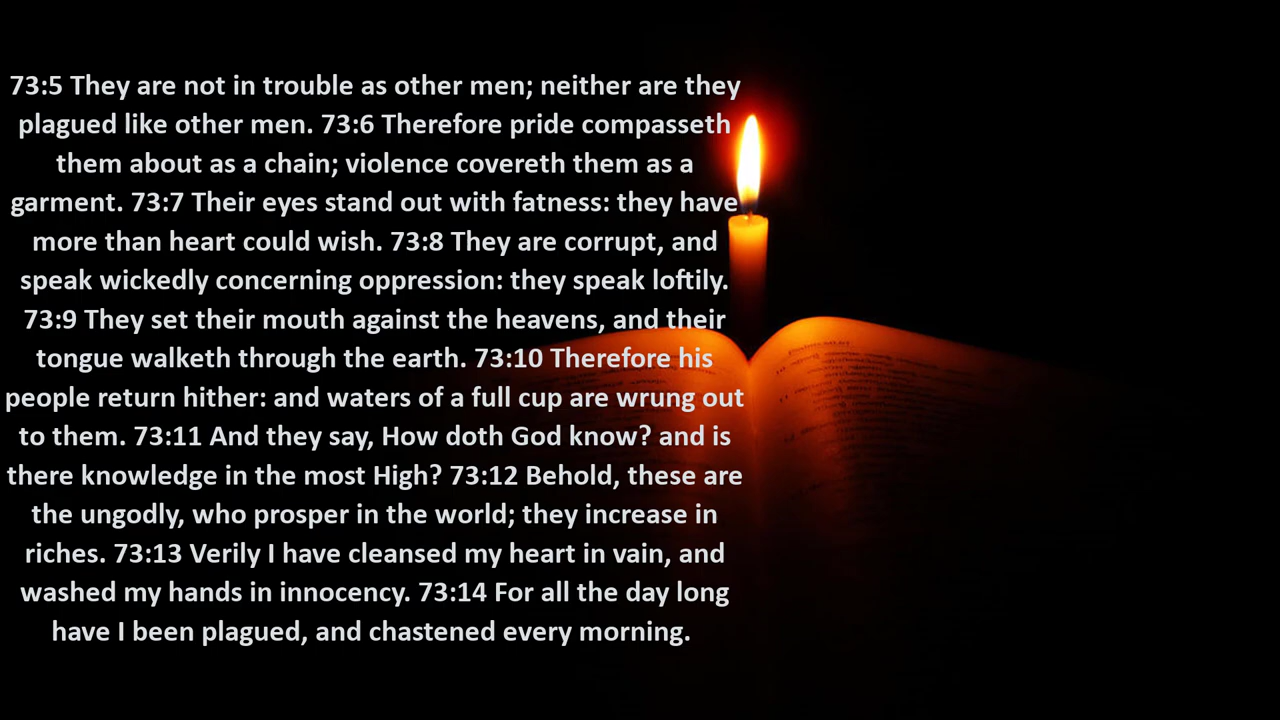 73:5 They are not in trouble as other men; neither are they
plagued like other men. 73:6 Therefore pride compasseth
them about as a chain; violence covereth them as a
garment. 73:7 Their eyes stand out with fatness: they have
more than heart could wish. 73:8 They are corrupt, and
speak wickedly concerning oppression: they speak loftily.
73:9 They set their mouth against the heavens, and their
tongue walketh through the earth. 73:10 Therefore his
people return hither: and waters of a full cup are wrung out
to them. 73:11 And they say, How doth God know? and is
there knowledge in the most High? 73:12 Behold, these are
the ungodly, who prosper in the world; they increase in
riches. 73:13 Verily I have cleansed my heart in vain, and
washed my hands in innocency. 73:14 For all the day long
have I been plagued, and chastened every morning.